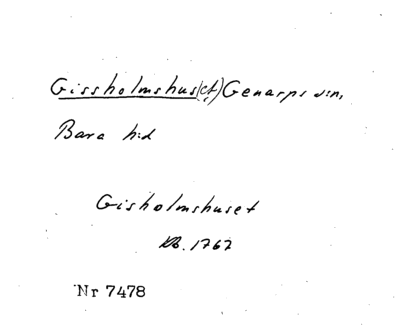 Gissholmshus(et) Genarps sn,
Bara hd
Gisholmshuset
Kb. 1767
Nr 7478